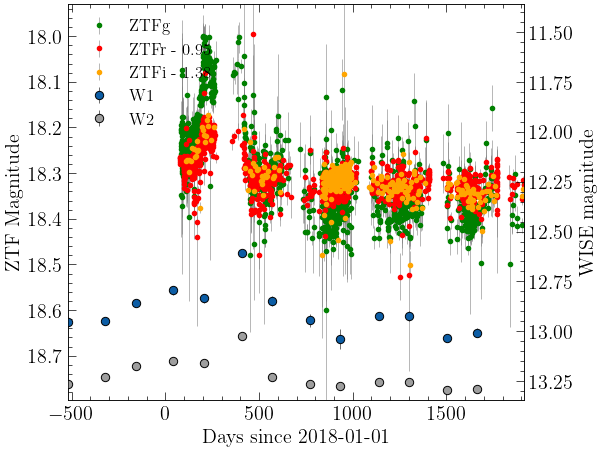 ZTFg
ZTFr - 0.95
ZTFi - 1.35
W1
W2
18.0
18.1
18.2
18.3
18.4
18.5
18.6
18.7
ZTF Magnitude
11.50
11.75
12.00
12.25
12.50
12.75
13.00
13.25
WISE magnitude
−500
0
500
1000
1500
Days since 2018-01-01